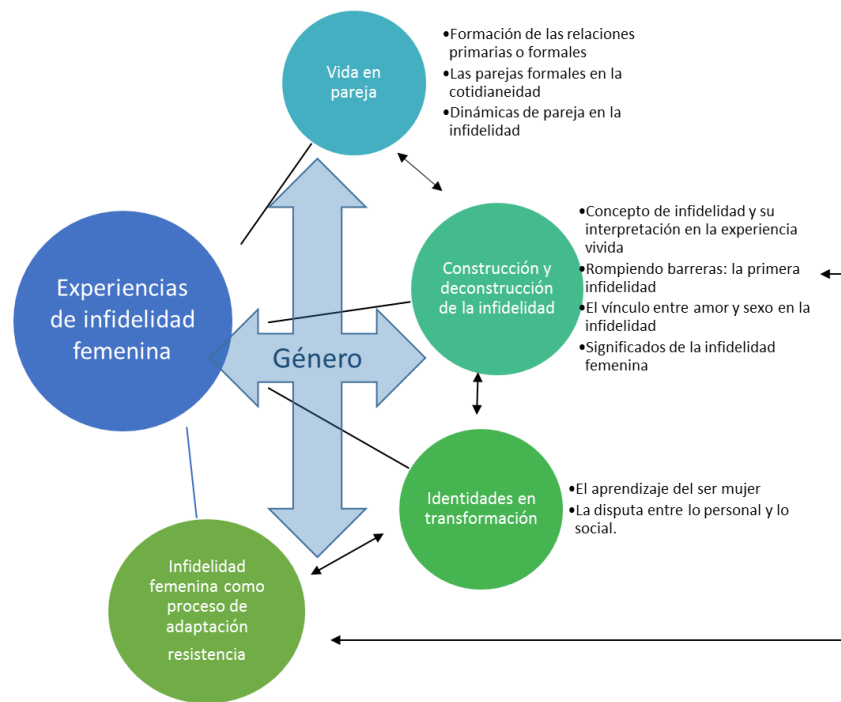 Vida en
pareja
•Formación de las relaciones
primarias o formales
•Las parejas formales en la
cotidianeidad
•Dinámicas de pareja en la
infidelidad
Experiencias
de infidelidad
femenina
Género
Construcción y
deconstrucción
de la infidelidad
•Concepto de infidelidad y su
interpretación en la experiencia
vivida
•Rompiendo barreras: la primera
infidelidad
•El vínculo entre amor y sexo en la
infidelidad
•Significados de la infidelidad
femenina
Identidades en
transformación
•El aprendizaje del ser mujer
•La disputa entre lo personal y lo
social.
Infidelidad
femenina como
proceso de
adaptación
resistencia